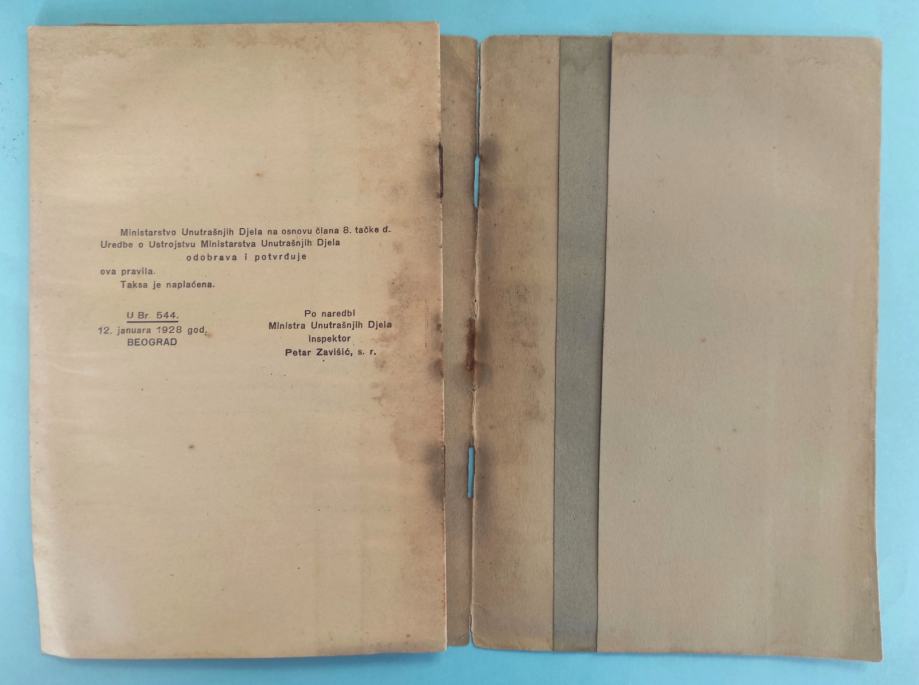 Ministarstvo Unutrašnjih Djela na osnovu člana 8. tačke đ.
Uredbe o Ustrojstvu Ministarstva Unutrašnjih Djela
odobrava i potvrđuje
ova pravila.
Taksa je naplaćena.
U Br. 544.
12. januara 1928 god.
BEOGRAD
Po naredbi
Ministra Unutrašnjih Djela
Inspektor
Petar Zavišić, s. r.